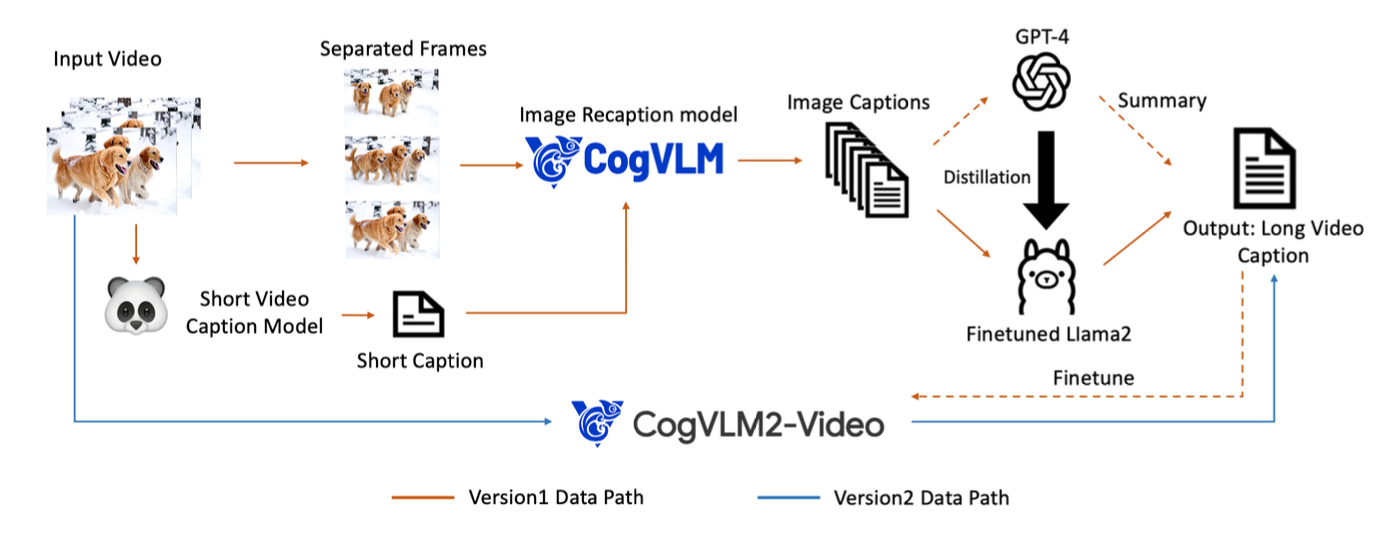 Input Video
Separated Frames
Image Recaption model
CogVLM
Image Captions
GPT-4
Summary
Distillation
Finetuned Llama2
Output: Long Video
Caption
Short Video
Caption Model
Short Caption
Finetune
CogVLM2-Video
Version1 Data Path
Version2 Data Path